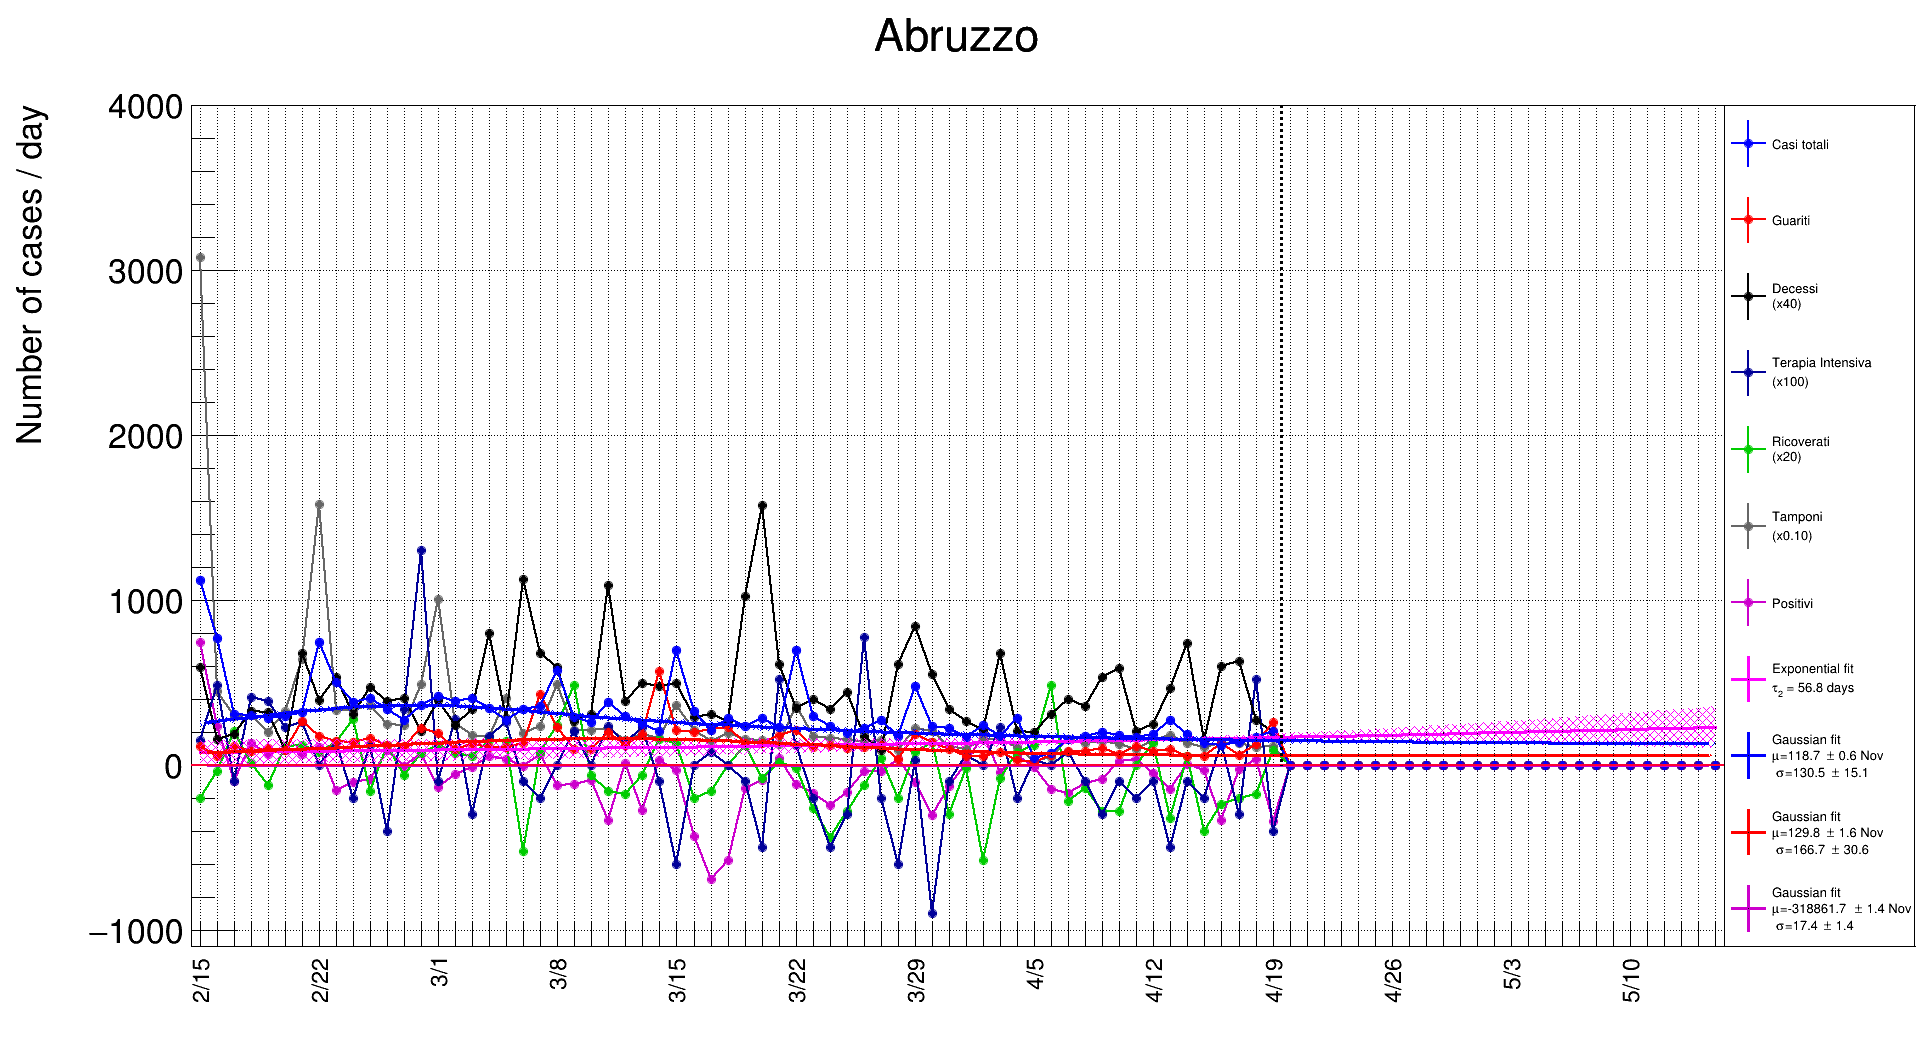 Abruzzo
Number of cases / day
4000
3000
2000
1000
0
−1000
2/15
2/22
3/1
3/8
3/15
3/22
3/29
4/5
4/12
4/19
4/26
5/3
5/10
Casi totali
Guariti
Decessi
(x40)
Terapia Intensiva
(x100)
Ricoverati
(x20)
Tamponi
(x0.10)
Positivi
Exponential fit
τ2 = 56.8 days
Gaussian fit
μ=118.7 ± 0.6 Nov
σ=130.5 ± 15.1
Gaussian fit
μ=129.8 ± 1.6 Nov
σ=166.7 ± 30.6
Gaussian fit
μ=-318861.7 ± 1.4 Nov
σ=17.4 ± 1.4